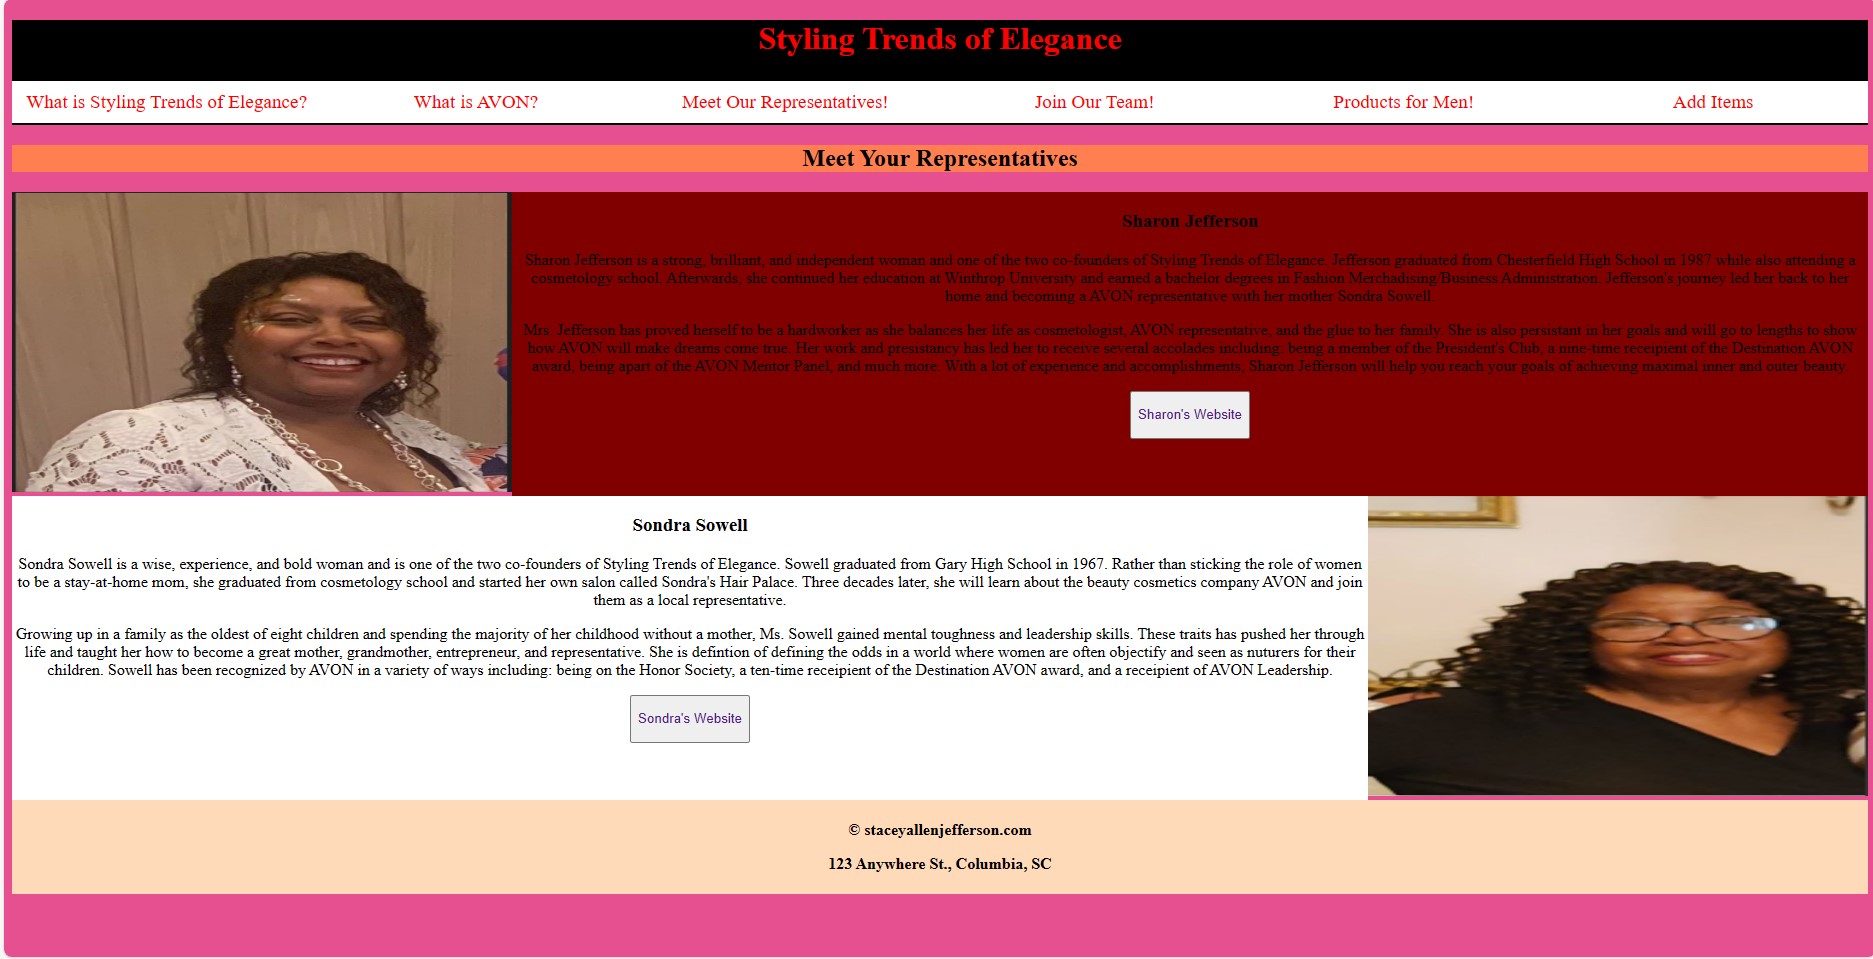 Styling Trends of Elegance
What is Styling Trends of Elegance? What is AVON? Meet Our Representatives! Join Our Team! Products for Men! Add Items
Meet Your Representatives
Sharon Jefferson
Sharon Jefferson is a strong, brilliant, and independent woman and one of the two co-founders of Styling Trends of Elegance. Jefferson graduated from Chesterfield High School in 1987 while also attending a
cosmetology school. Afterwards, she continued her education at Winthrop University and earned a bachelor degrees in Fashion Merchadising/Business Administration. Jefferson's journey led her back to her
home and becoming a AVON representative with her mother Sondra Sowell.
Mrs. Jefferson has proved herself to be a hardworker as she balances her life as cosmetologist, AVON representative, and the glue to her family. She is also persistant in her goals and will go to lengths to show
how AVON will make dreams come true. Her work and presistancy has led her to receive several accolades including: being a member of the President's Club, a nine-time receipient of the Destination AVON
award, being apart of the AVON Mentor Panel, and much more. With a lot of experience and accomplishments, Sharon Jefferson will help you reach your goals of achieving maximal inner and outer beauty.
Sharon's Website
Sondra Sowell
Sondra Sowell is a wise, experience, and bold woman and is one of the two co-founders of Styling Trends of Elegance. Sowell graduated from Gary High School in 1967. Rather than sticking the role of women
to be a stay-at-home mom, she graduated from cosmetology school and started her own salon called Sondra's Hair Palace. Three decades later, she will learn about the beauty cosmetics company AVON and join
them as a local representative.
Growing up in a family as the oldest of eight children and spending the majority of her childhood without a mother, Ms. Sowell gained mental toughness and leadership skills. These traits has pushed her through
life and taught her how to become a great mother, grandmother, entrepreneur, and representative. She is defintion of defining the odds in a world where women are often objectify and seen as nuturers for their
children. Sowell has been recognized by AVON in a variety of ways including: being on the Honor Society, a ten-time receipient of the Destination AVON award, and a receipient of AVON Leadership.
Sondra's Website
© staceyallenjefferson.com
123 Anywhere St., Columbia, SC